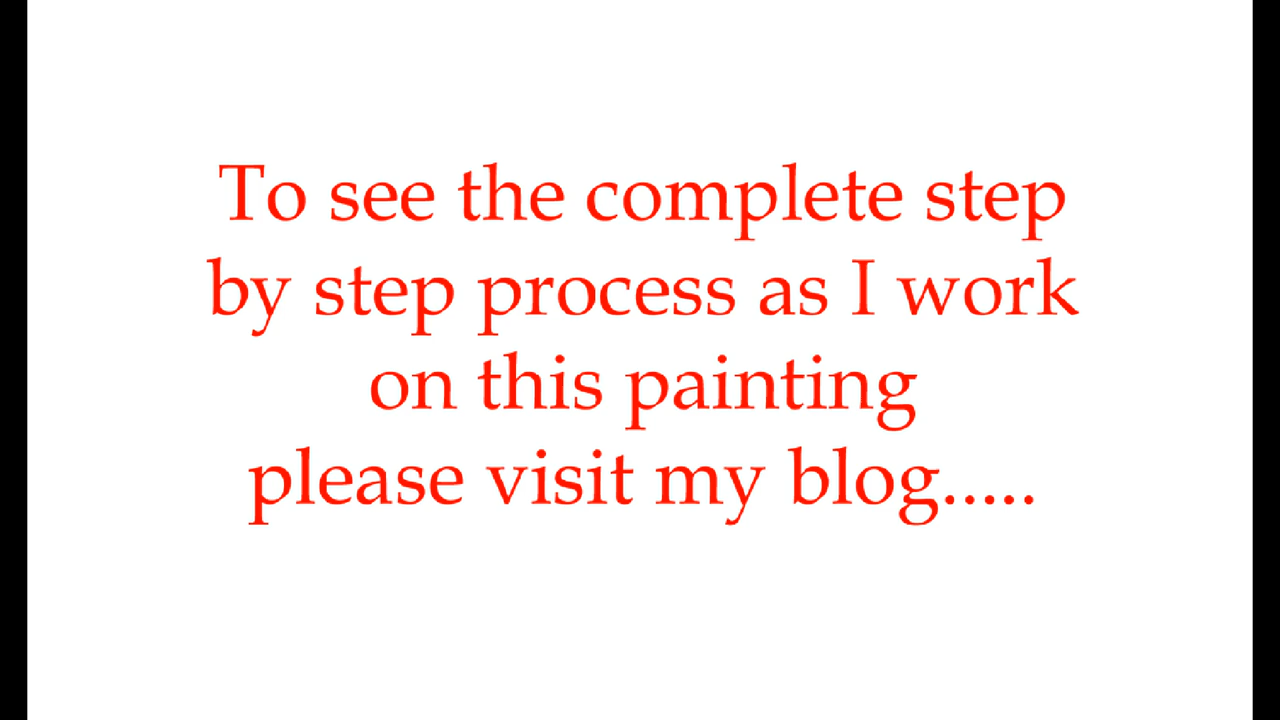 To see the complete step
by step process as I work
on this painting
please visit my blog.....